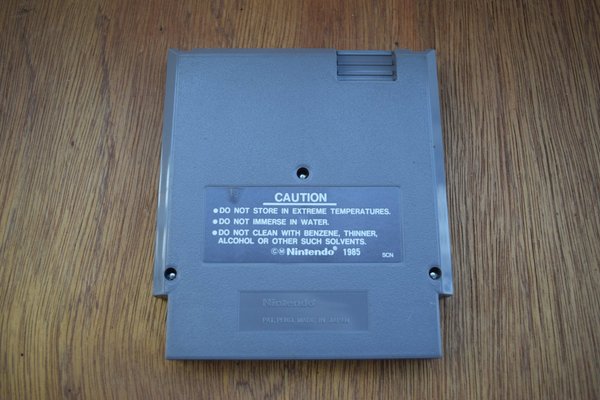 CAUTION
●DO NOT STORE IN EXTREME TEMPERATURES.
●DO NOT IMMERSE IN WATER.
●DO NOT CLEAN WITH BENZENE, THINNER,
ALCOHOL OR OTHER SUCH SOLVENTS.
©Ⓜ Nintendo® 1985
SCN
Nintendo
MADE IN JAPAN